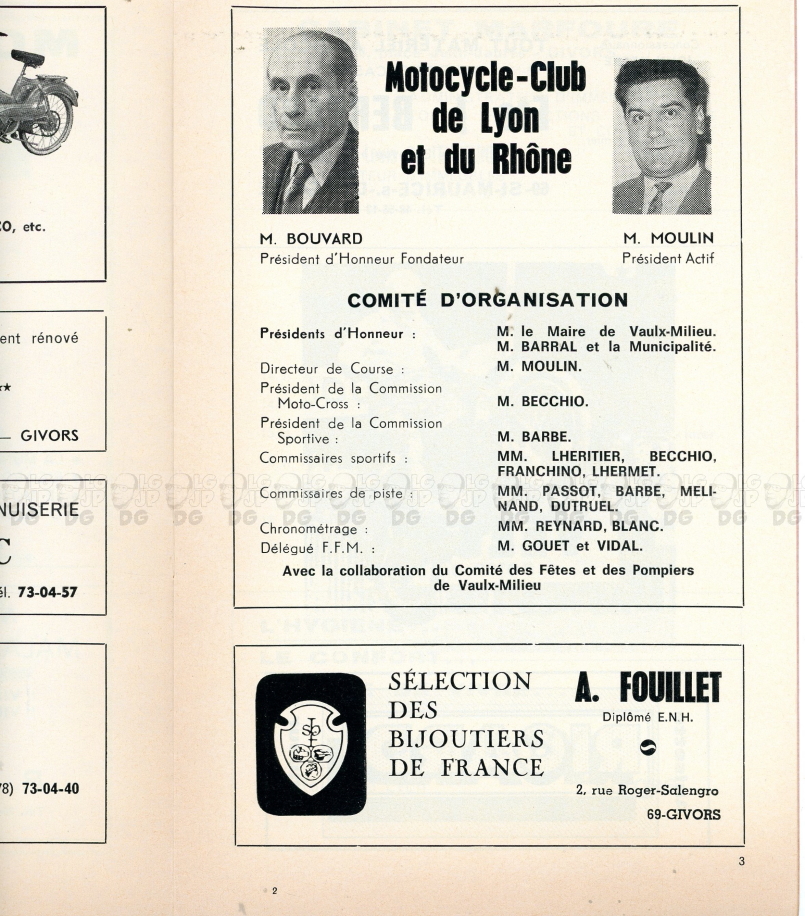 CO, etc.
ent rénové
GIVORS
NUISERIE
C
él. 73-04-57
78) 73-04-40
2
Motocycle-Club
de Lyon
et du Rhône
M. BOUVARD
Président d'Honneur Fondateur
M. MOULIN
Président Actif
COMITÉ D'ORGANISATION
Présidents d'Honneur : M. le Maire de Vaulx-Milieu.
M. BARRAL et la Municipalité.
Directeur de Course : M. MOULIN.
Président de la Commission
Moto-Cross : M. BECCHIO.
Président de la Commission
Sportive : M. BARBE.
Commissaires sportifs : MM. LHERITIER, BECCHIO,
FRANCHINO, LHERMET.
Commissaires de piste : MM. PASSOT, BARBE, MELI-
NAND, DUTRUEL.
Chronométrage : MM. REYNARD, BLANC.
Délégué F.F.M. : M. GOUET et VIDAL.
Avec la collaboration du Comité des Fêtes et des Pompiers
de Vaulx-Milieu
SÉLECTION
DES
BIJOUTIERS
DE FRANCE
A. FOUILLET
Diplômé E.N.H.
2, rue Roger-Salengro
69-GIVORS
3